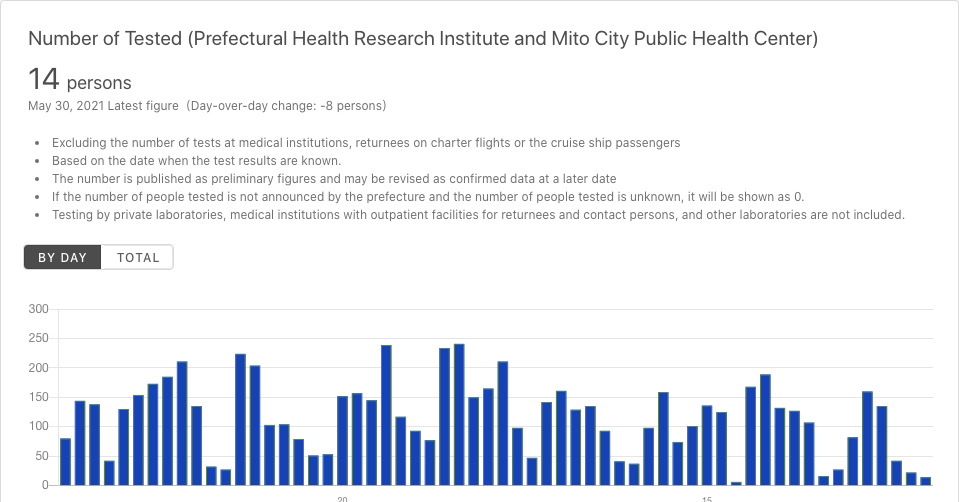 Number of Tested (Prefectural Health Research Institute and Mito City Public Health Center)
14 persons
May 30, 2021 Latest figure (Day-over-day change: -8 persons)
• Excluding the number of tests at medical institutions, returnees on charter flights or the cruise ship passengers
• Based on the date when the test results are known.
• The number is published as preliminary figures and may be revised as confirmed data at a later date
• If the number of people tested is not announced by the prefecture and the number of people tested is unknown, it will be shown as 0.
• Testing by private laboratories, medical institutions with outpatient facilities for returnees and contact persons, and other laboratories are not included.
BY DAY TOTAL
300
250
200
150
100
50
0
20 15